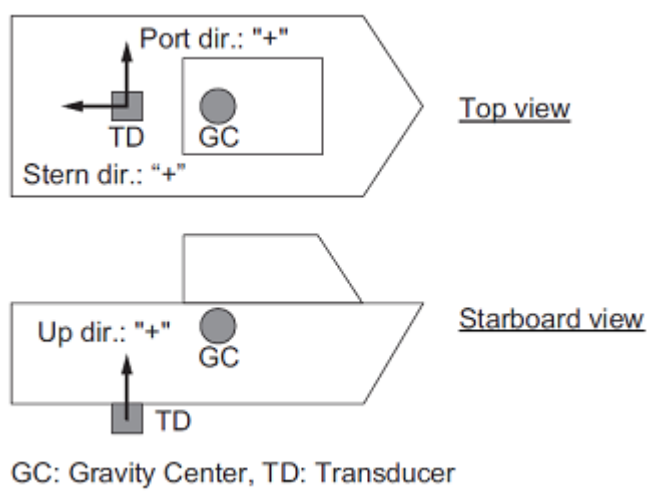 Port dir.: "+"
TD
GC
Stern dir.: “+”
Top view
Up dir.: "+"
GC
TD
Starboard view
GC: Gravity Center, TD: Transducer